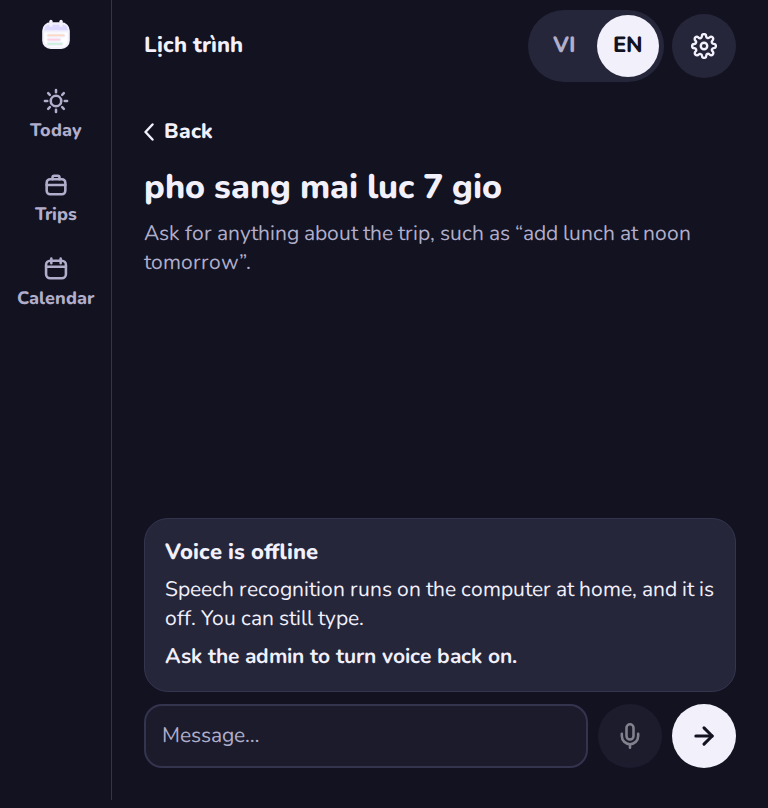 Lịch trình
VI
EN
Today
Trips
Calendar
Back
pho sang mai luc 7 gio
Ask for anything about the trip, such as “add lunch at noon
tomorrow”.
Voice is offline
Speech recognition runs on the computer at home, and it is
off. You can still type.
Ask the admin to turn voice back on.
Message...